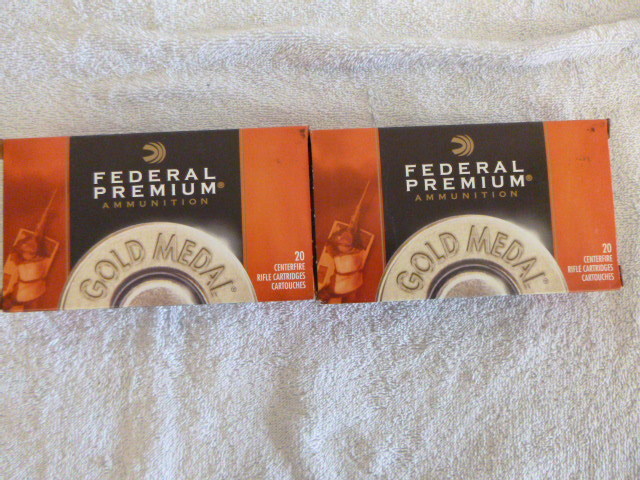 FEDERAL
PREMIUM®
AMMUNITION
GOLD MEDAL®
20
CENTERFIRE
RIFLE CARTRIDGES
CARTOUCHES
FEDERAL
PREMIUM®
AMMUNITION
GOLD MEDAL®
20
CENTERFIRE
RIFLE CARTRIDGES
CARTOUCHES